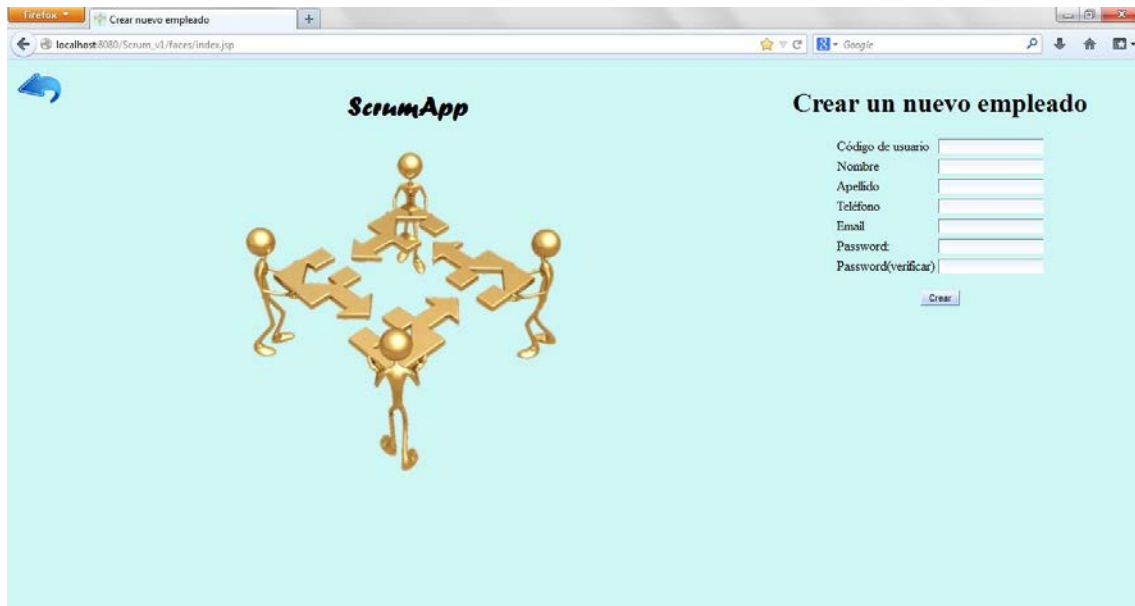 Firefox
Crear nuevo empleado
localhost:8080/Scrum_v1/faces/index.jsp
Google
ScrumApp
Crear un nuevo empleado
Código de usuario
Nombre
Apellido
Teléfono
Email
Password:
Password(verificar)
Crear